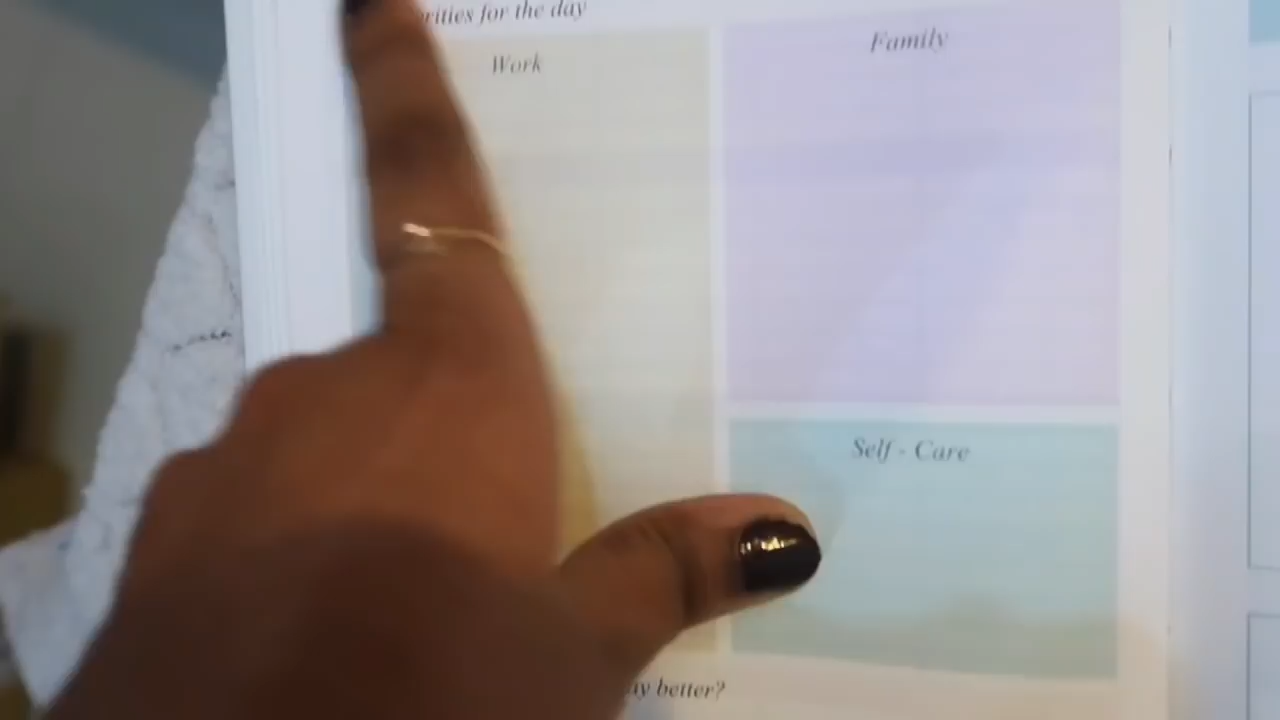 for the day
Work
Family
Self - Care
better?